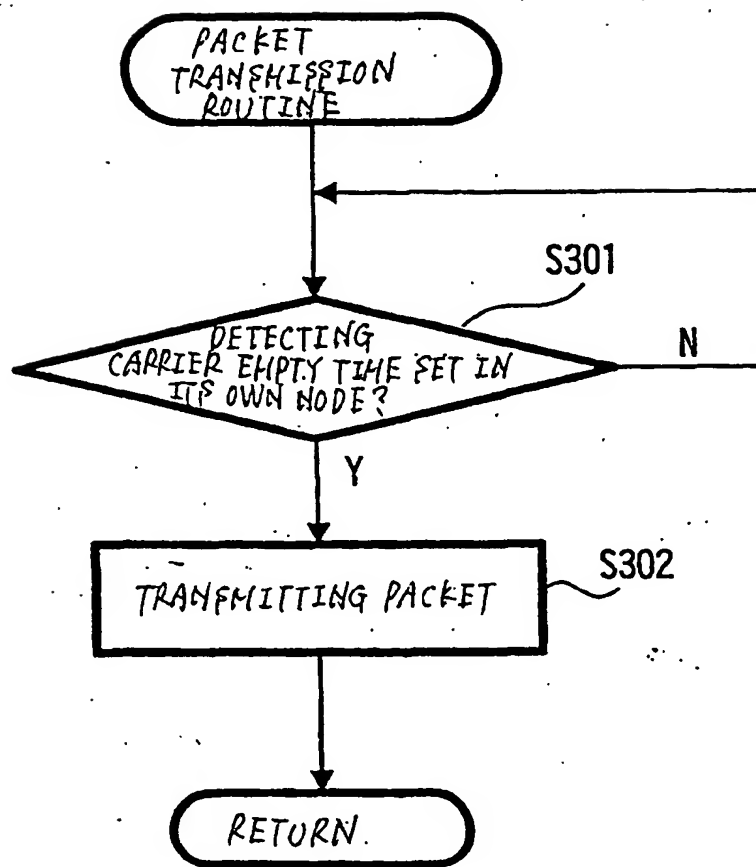 PACKET
TRANSMISSION
ROUTINE
S301
DETECTING
CARRIER EMPTY TIME SET IN
ITS OWN NODE?
N
Y
S302
TRANSMITTING PACKET
RETURN.